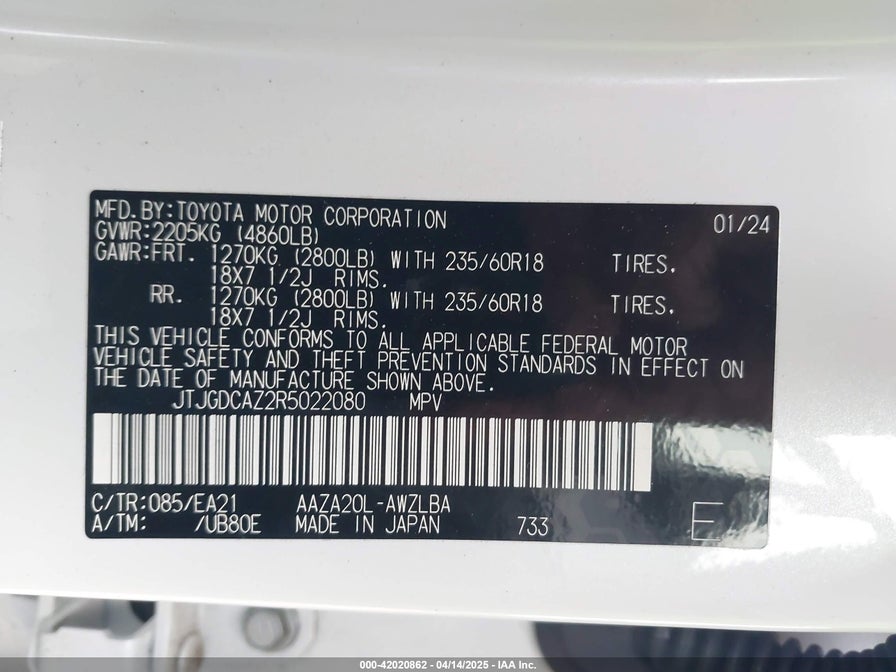 MFD.BY:TOYOTA MOTOR CORPORATION 01/24
GVWR:2205KG (4860LB)
GAWR:FRT. 1270KG (2800LB) WITH 235/60R18 TIRES.
18X7 1/2J RIMS.
RR. 1270KG (2800LB) WITH 235/60R18 TIRES.
18X7 1/2J RIMS.
THIS VEHICLE CONFORMS TO ALL APPLICABLE FEDERAL MOTOR
VEHICLE SAFETY AND THEFT PREVENTION STANDARDS IN EFFECT ON
THE DATE OF MANUFACTURE SHOWN ABOVE.
JTJGDCAZ2R5022080 MPV
C/TR:085/EA21 AAZA20L-AWZLBA
A/TM: /UB80E MADE IN JAPAN 733 E
000-42020862 - 04/14/2025 - IAA Inc.